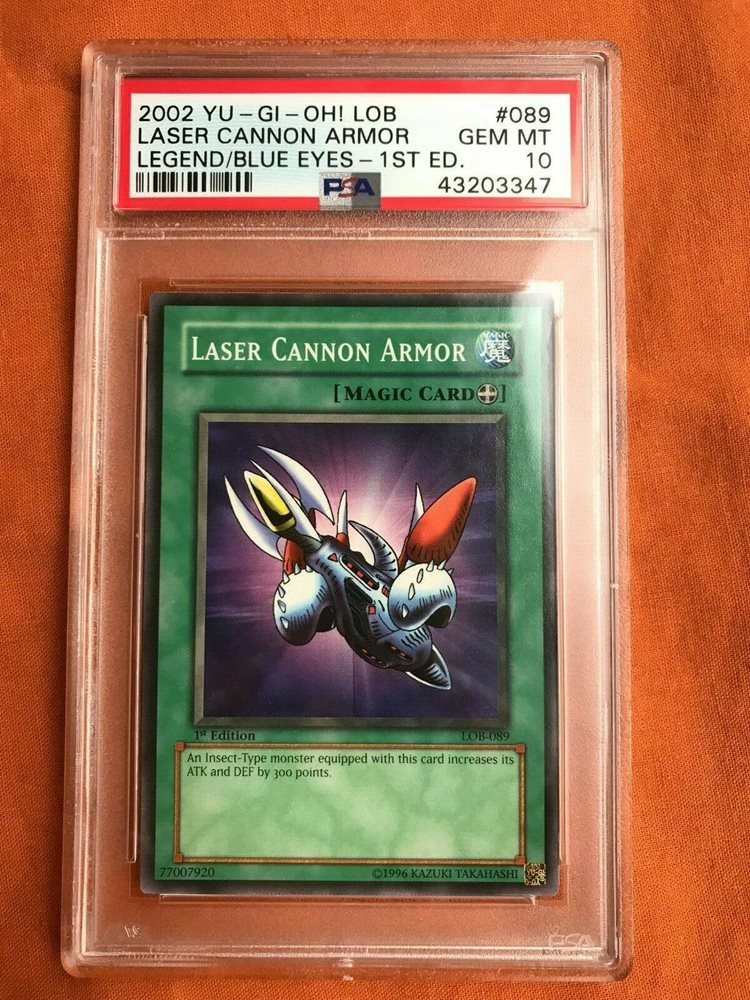 2002 YU-GI-OH! LOB #089
LASER CANNON ARMOR GEM MT
LEGEND/BLUE EYES-1ST ED. 10
PSA 43203347
LASER CANNON ARMOR MAGIC 魔
[MAGIC CARD]
1st Edition LOB-089
An Insect-Type monster equipped with this card increases its
ATK and DEF by 300 points.
77007920 ©1996 KAZUKI TAKAHASHI
PSA